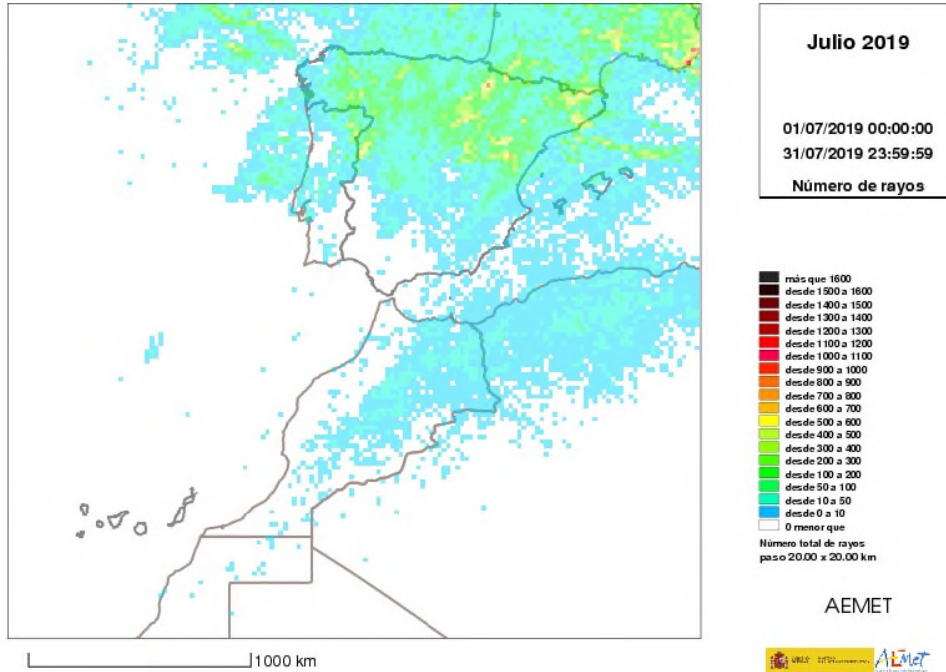 Julio 2019
01/07/2019 00:00:00
31/07/2019 23:59:59
Número de rayos
más que 1600
desde 1500 a 1600
desde 1400 a 1500
desde 1300 a 1400
desde 1200 a 1300
desde 1100 a 1200
desde 1000 a 1100
desde 900 a 1000
desde 800 a 900
desde 700 a 800
desde 600 a 700
desde 500 a 600
desde 400 a 500
desde 300 a 400
desde 200 a 300
desde 100 a 200
desde 50 a 100
desde 10 a 50
desde 0 a 10
0 menor que
Número total de rayos
paso 20.00 x 20.00 km
AEMET
1000 km
AEmet